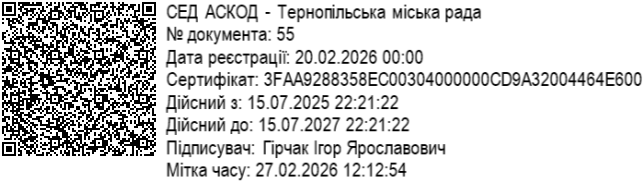 СЕД АСКОД - Тернопільська міська рада
№ документа: 55
Дата реєстрації: 20.02.2026 00:00
Сертифікат: 3FAA9288358EC00304000000CD9A32004464E600
Дійсний з: 15.07.2025 22:21:22
Дійсний до: 15.07.2027 22:21:22
Підписувач: Гірчак Ігор Ярославович
Мітка часу: 27.02.2026 12:12:54